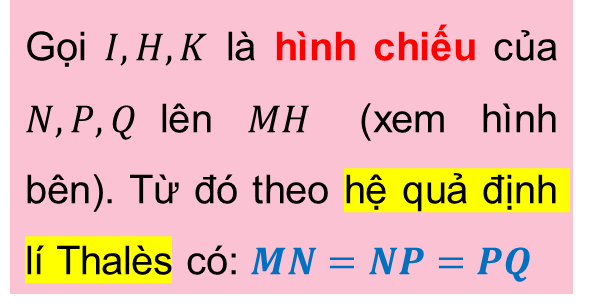 Gọi I, H, K là hình chiếu của
N, P, Q lên MH (xem hình
bên). Từ đó theo hệ quả định
lí Thalès có: MN = NP = PQ